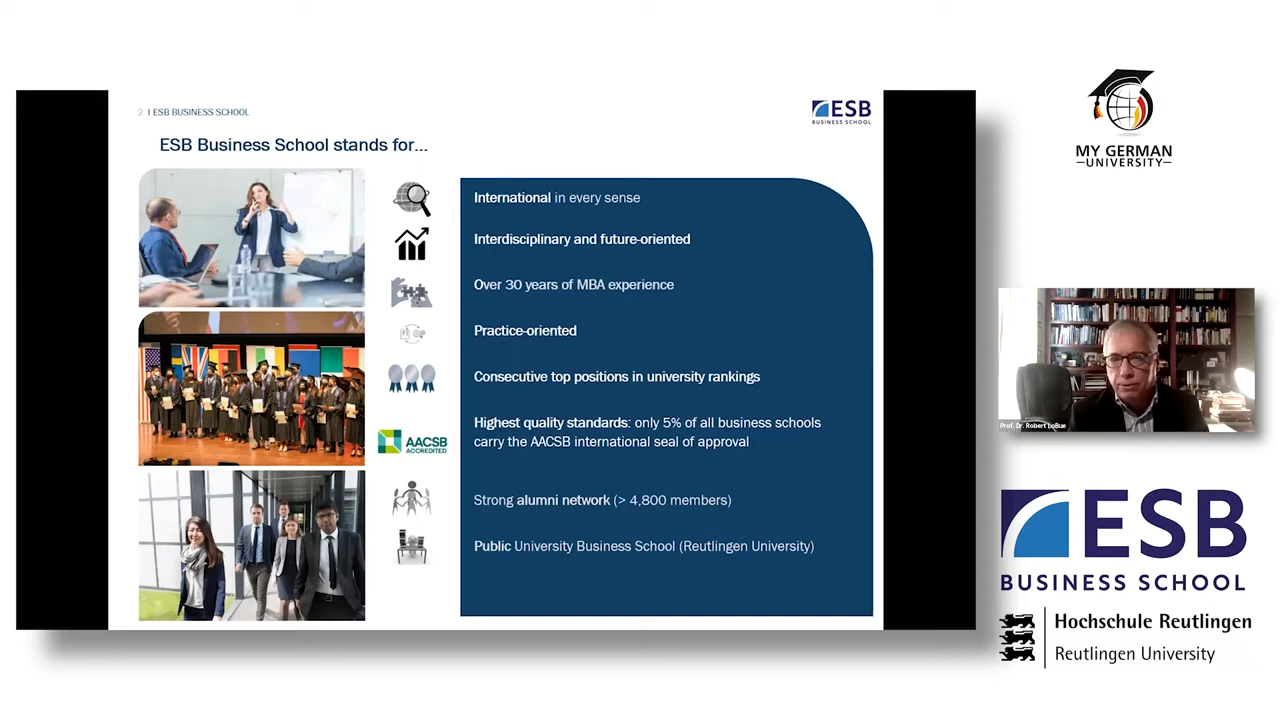 2 I ESB BUSINESS SCHOOL
ESB
BUSINESS SCHOOL
ESB Business School stands for...
International in every sense
Interdisciplinary and future-oriented
Over 30 years of MBA experience
Practice-oriented
Consecutive top positions in university rankings
AACSB
ACCREDITED
Highest quality standards: only 5% of all business schools
carry the AACSB international seal of approval
Strong alumni network (> 4,800 members)
Public University Business School (Reutlingen University)
MY GERMAN
UNIVERSITY
Prof. Dr. Robert LoBue
ESB
BUSINESS SCHOOL
Hochschule Reutlingen
Reutlingen University